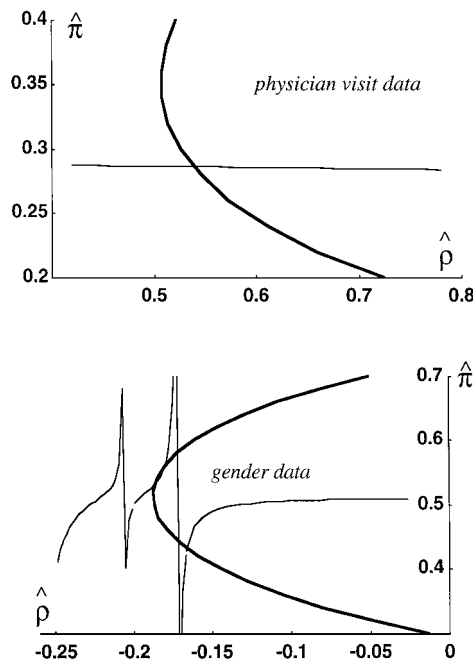 0.4 π̂
0.35
physician visit data
0.3
0.25
ρ̂
0.2
0.5 0.6 0.7 0.8
0.7 π̂
0.6
gender data
0.5
0.4
ρ̂
-0.25 -0.2 -0.15 -0.1 -0.05 0